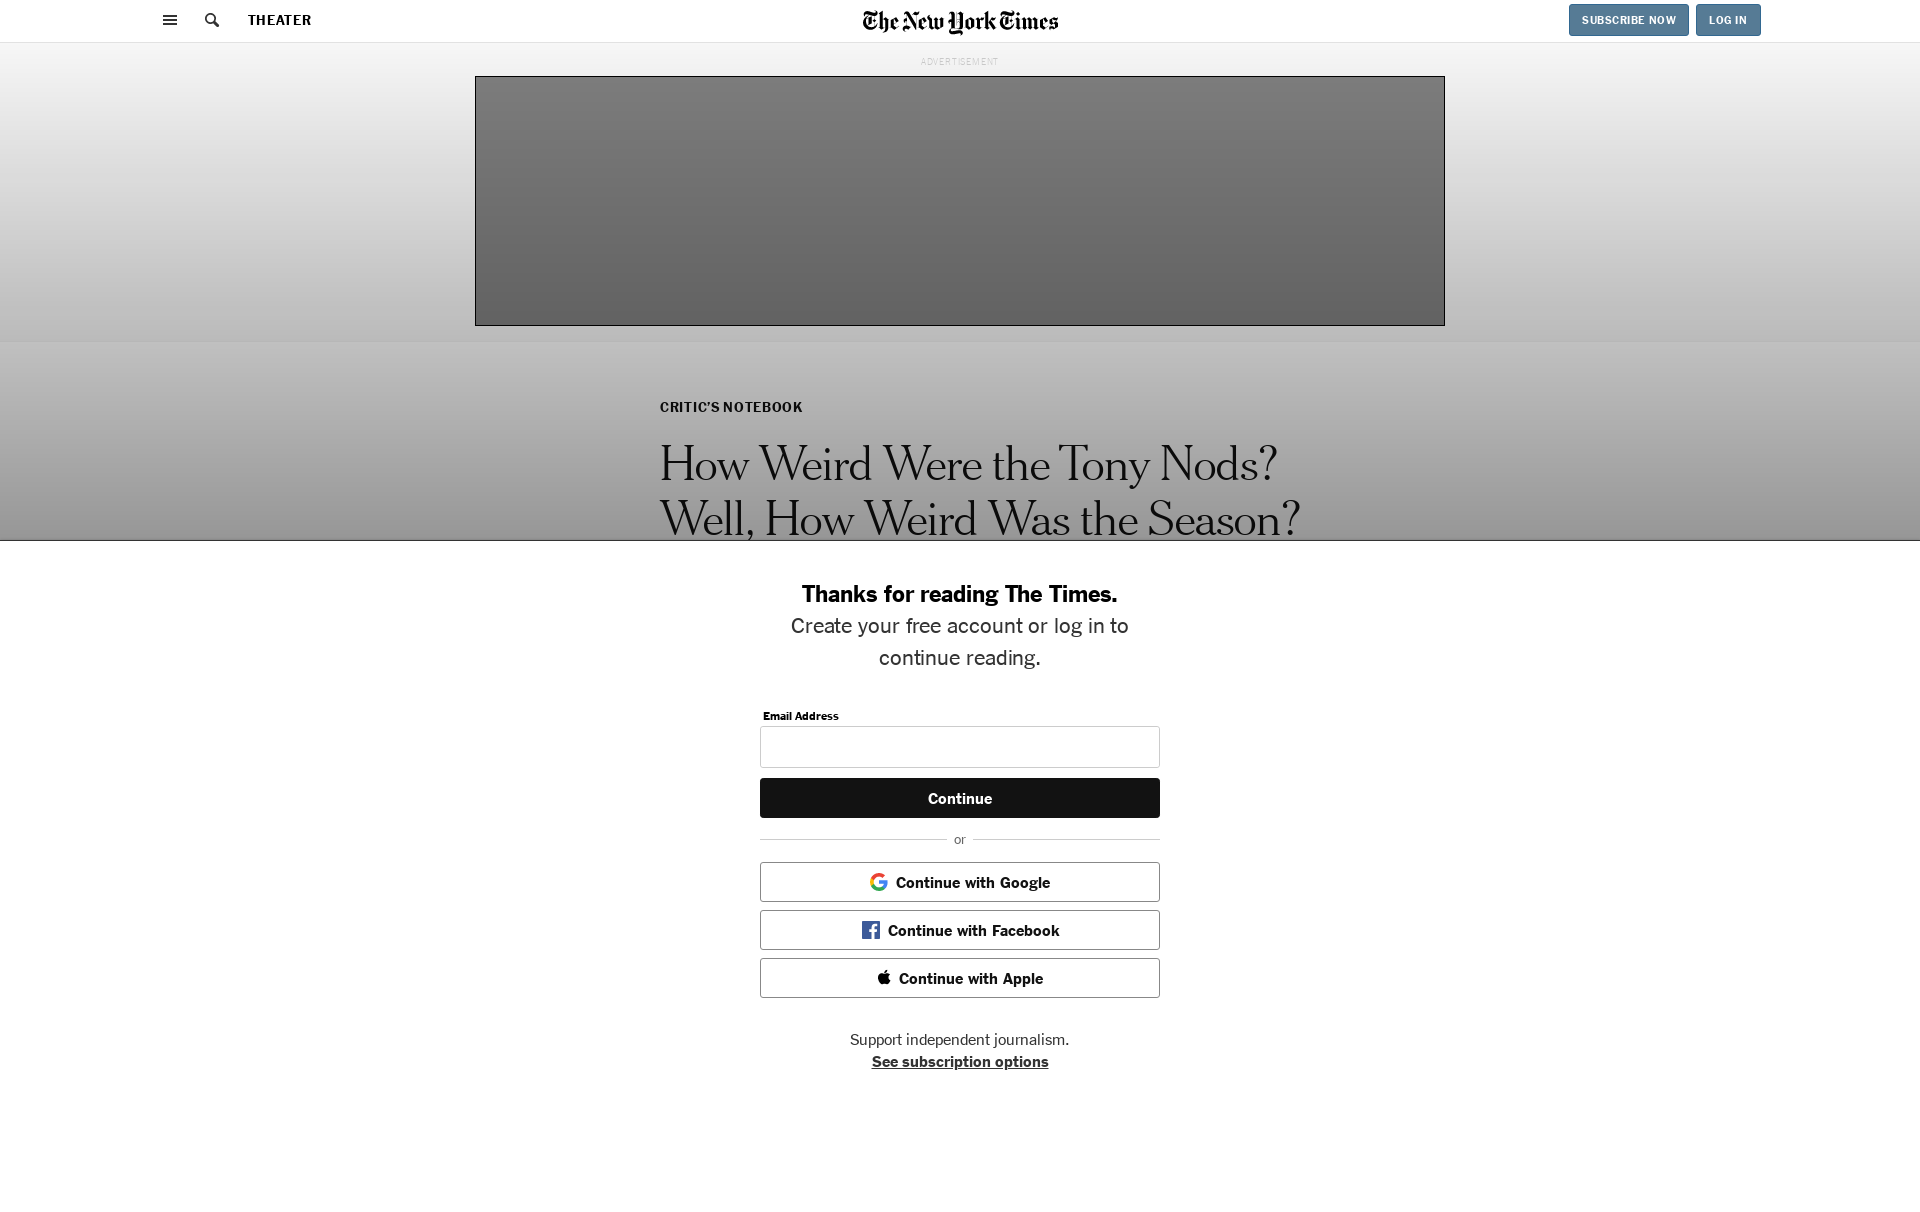 THEATER
The New York Times
SUBSCRIBE NOW
LOG IN
ADVERTISEMENT
CRITIC’S NOTEBOOK
How Weird Were the Tony Nods?
Well, How Weird Was the Season?
Thanks for reading The Times.
Create your free account or log in to
continue reading.
Email Address
Continue
or
Continue with Google
Continue with Facebook
Continue with Apple
Support independent journalism.
See subscription options